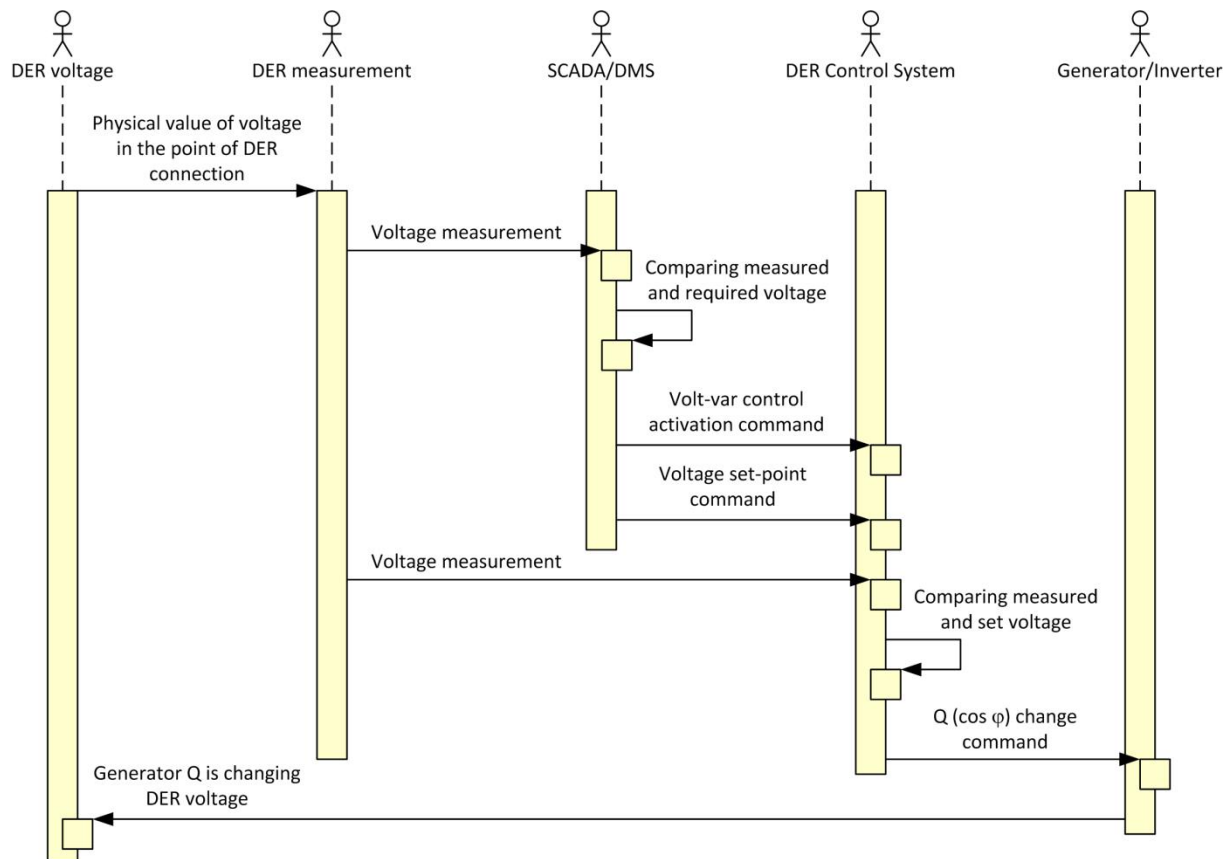 DER voltage
DER measurement
SCADA/DMS
DER Control System
Generator/Inverter
Physical value of voltage
in the point of DER
connection
Voltage measurement
Comparing measured
and required voltage
Volt-var control
activation command
Voltage set-point
command
Voltage measurement
Comparing measured
and set voltage
Q (cos φ) change
command
Generator Q is changing
DER voltage